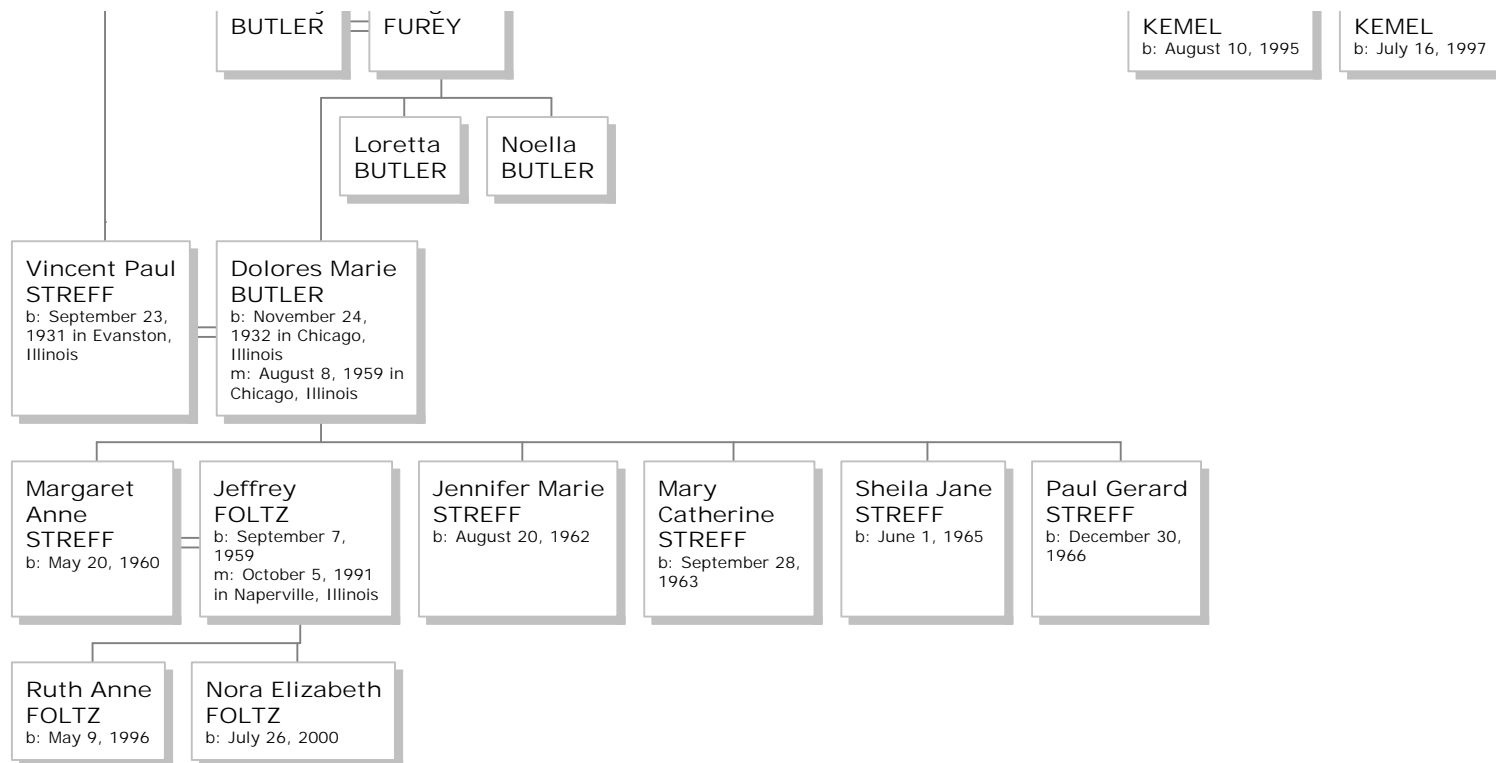 BUTLER
FUREY
KEMEL
b: August 10, 1995
KEMEL
b: July 16, 1997
Loretta
BUTLER
Noella
BUTLER
Vincent Paul
STREFF
b: September 23,
1931 in Evanston,
Illinois
Dolores Marie
BUTLER
b: November 24,
1932 in Chicago,
Illinois
m: August 8, 1959 in
Chicago, Illinois
Margaret
Anne
STREFF
b: May 20, 1960
Jeffrey
FOLTZ
b: September 7,
1959
m: October 5, 1991
in Naperville, Illinois
Jennifer Marie
STREFF
b: August 20, 1962
Mary
Catherine
STREFF
b: September 28,
1963
Sheila Jane
STREFF
b: June 1, 1965
Paul Gerard
STREFF
b: December 30,
1966
Ruth Anne
FOLTZ
b: May 9, 1996
Nora Elizabeth
FOLTZ
b: July 26, 2000